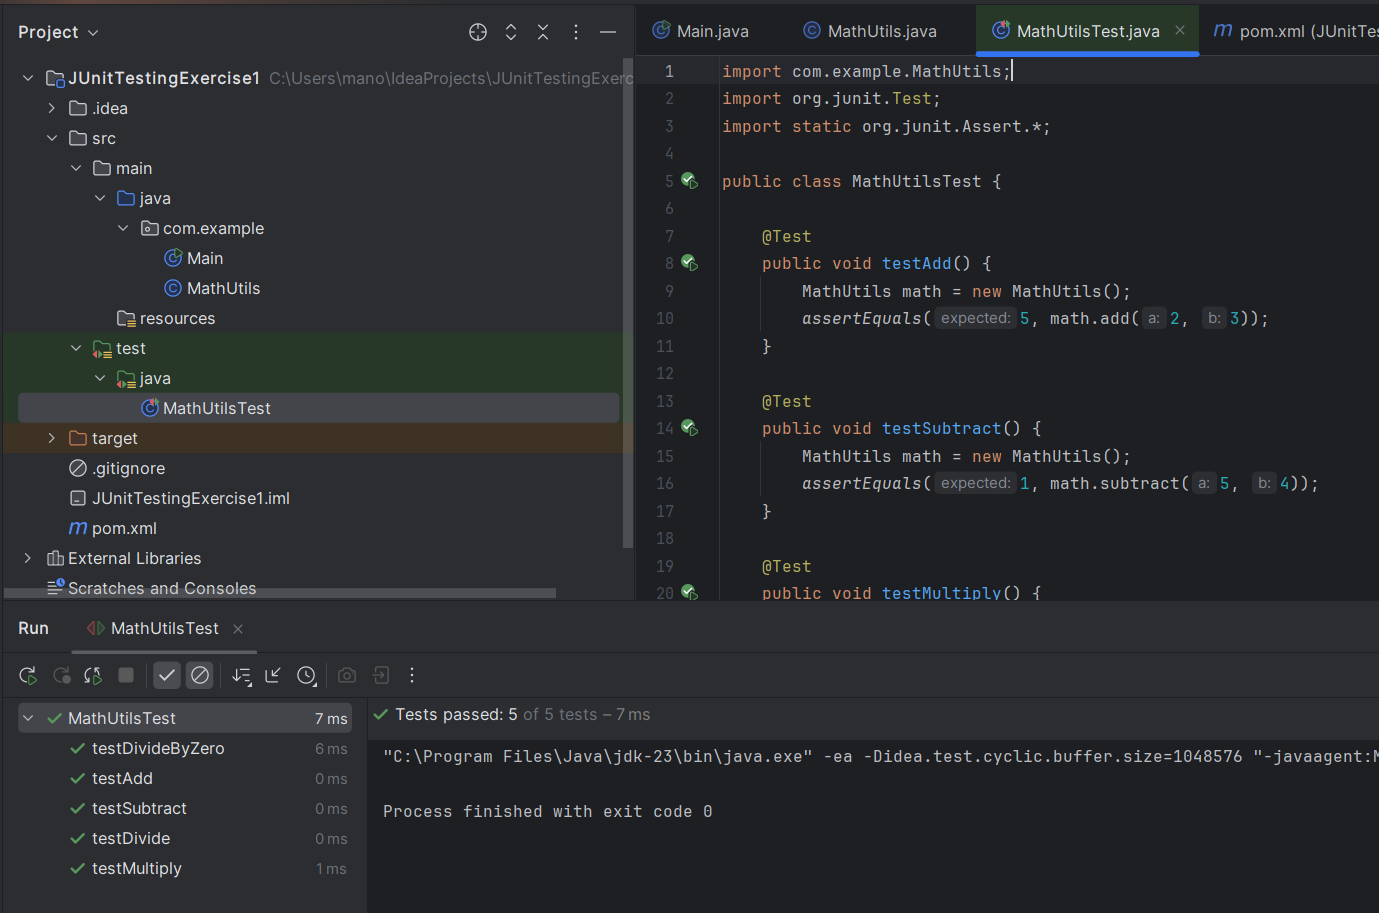 Project
JUnitTestingExercise1 C:\Users\mano\IdeaProjects\JUnitTestingExerc
.idea
src
main
java
com.example
Main
MathUtils
resources
test
java
MathUtilsTest
target
.gitignore
JUnitTestingExercise1.iml
pom.xml
External Libraries
Scratches and Consoles
Main.java MathUtils.java MathUtilsTest.java pom.xml (JUnitTes
1 import com.example.MathUtils;
2 import org.junit.Test;
3 import static org.junit.Assert.*;
4
5 public class MathUtilsTest {
6
7 @Test
8 public void testAdd() {
9 MathUtils math = new MathUtils();
10 assertEquals( expected: 5, math.add( a: 2, b: 3));
11 }
12
13 @Test
14 public void testSubtract() {
15 MathUtils math = new MathUtils();
16 assertEquals( expected: 1, math.subtract( a: 5, b: 4));
17 }
18
19 @Test
20 public void testMultiply() {
Run MathUtilsTest
MathUtilsTest 7 ms
testDivideByZero 6 ms
testAdd 0 ms
testSubtract 0 ms
testDivide 0 ms
testMultiply 1 ms
Tests passed: 5 of 5 tests – 7 ms
"C:\Program Files\Java\jdk-23\bin\java.exe" -ea -Didea.test.cyclic.buffer.size=1048576 "-javaagent:
Process finished with exit code 0